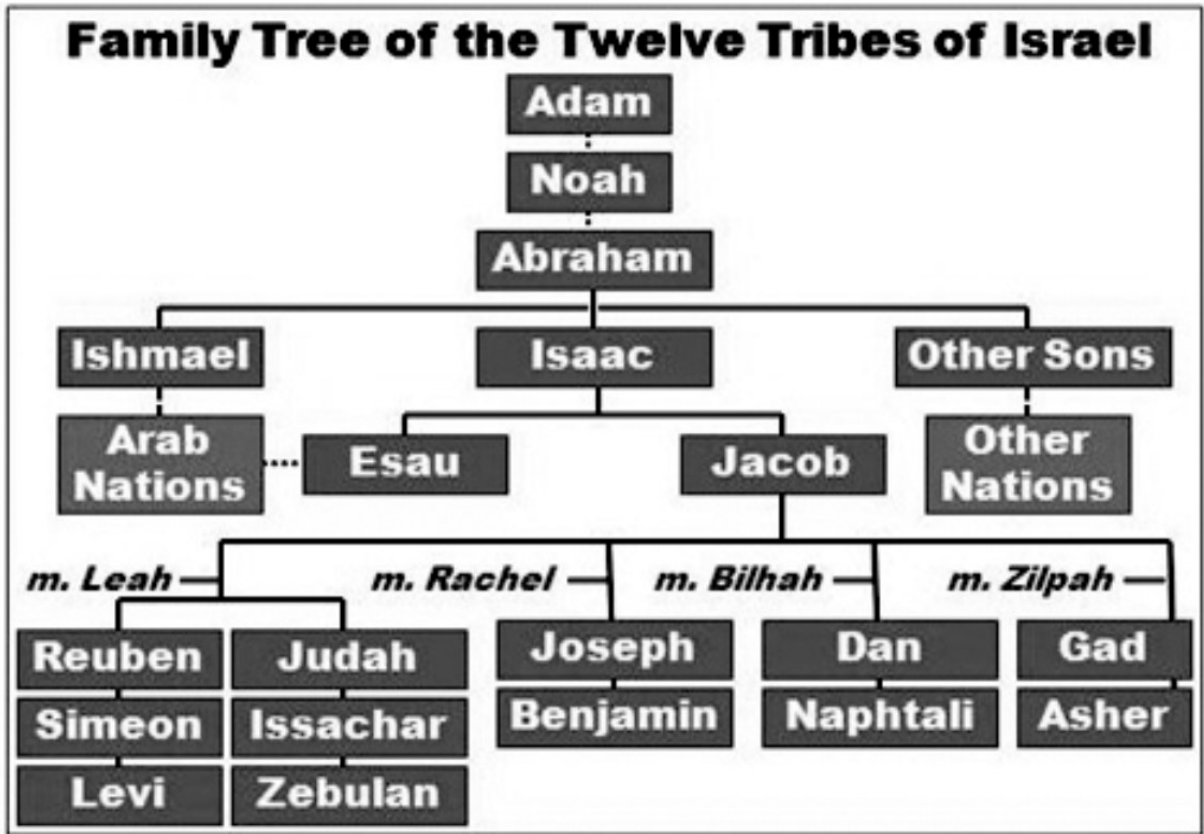 Family Tree of the Twelve Tribes of Israel
Adam
Noah
Abraham
Ishmael
Isaac
Other Sons
Arab
Nations
Esau
Jacob
Other
Nations
m. Leah
m. Rachel
m. Bilhah
m. Zilpah
Reuben
Judah
Joseph
Dan
Gad
Simeon
Issachar
Benjamin
Naphtali
Asher
Levi
Zebulan